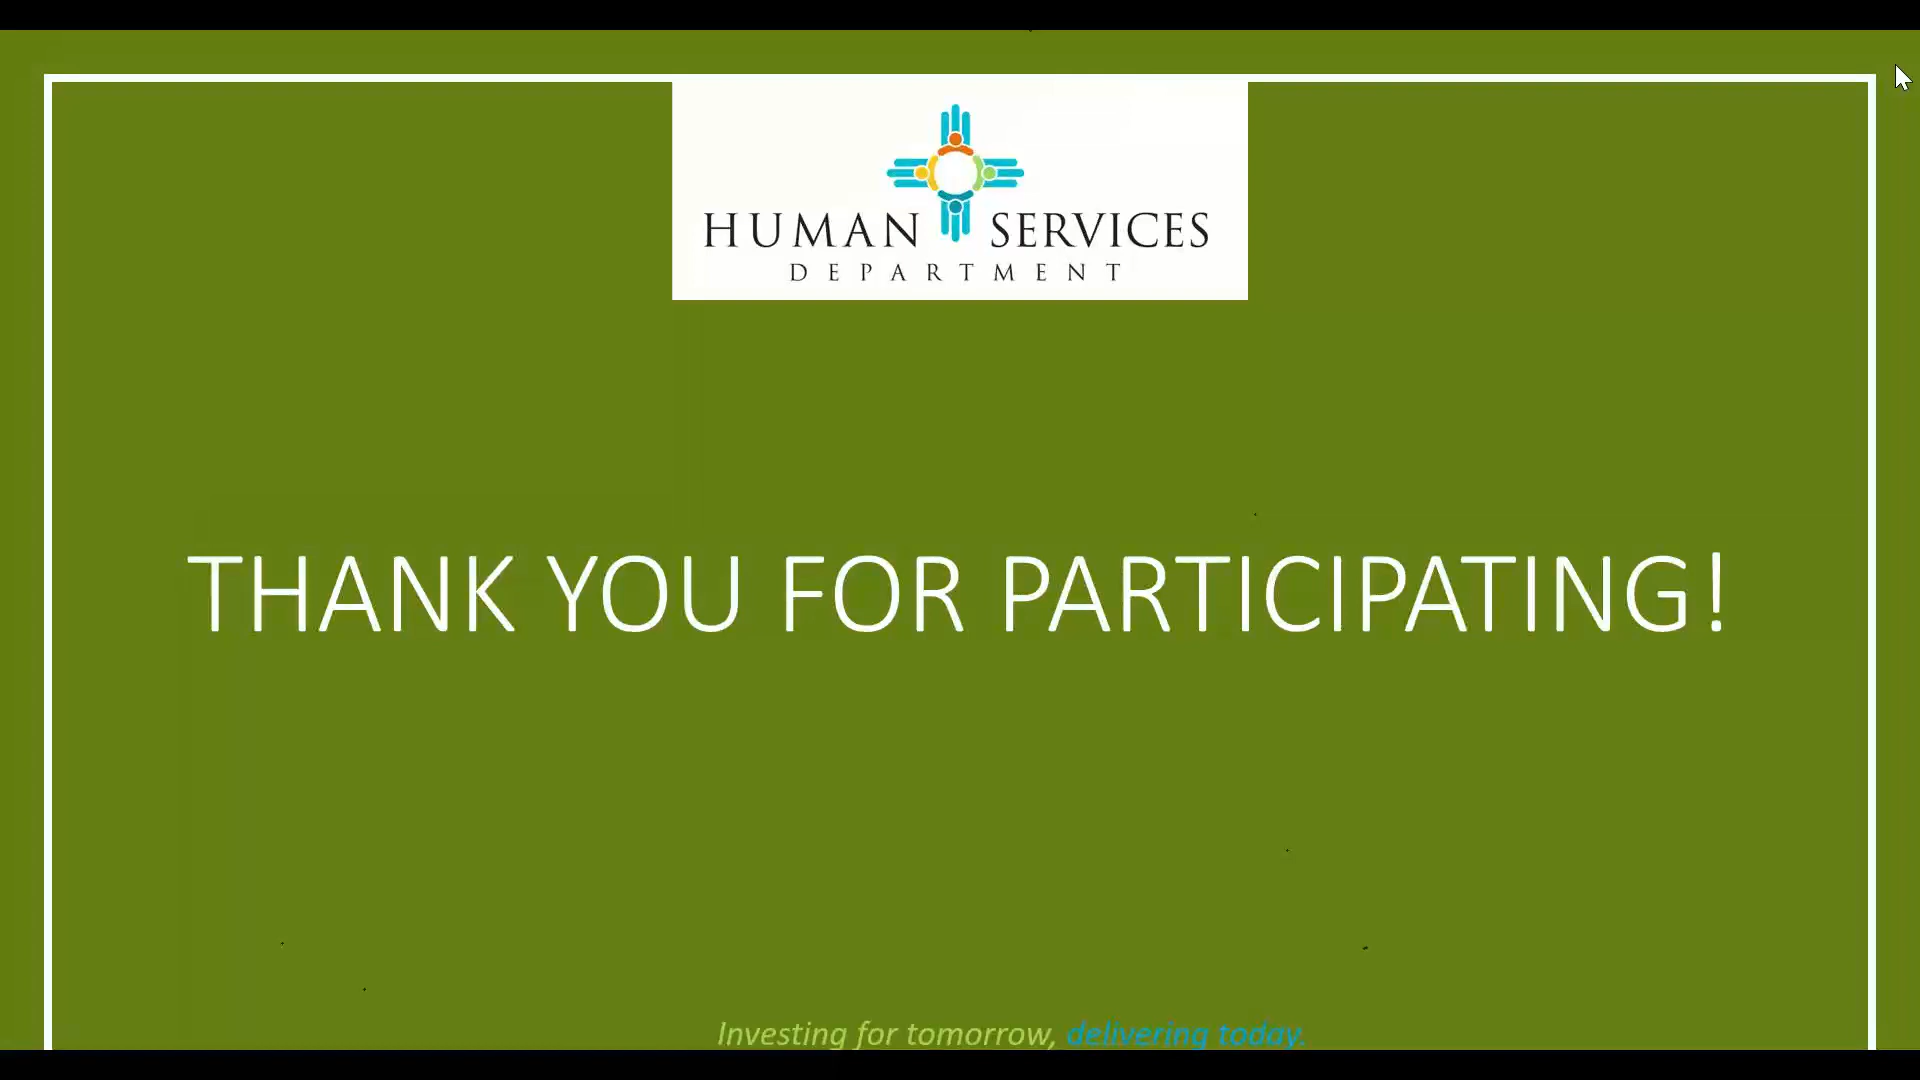 HUMAN SERVICES
DEPARTMENT
THANK YOU FOR PARTICIPATING!
Investing for tomorrow, delivering today.